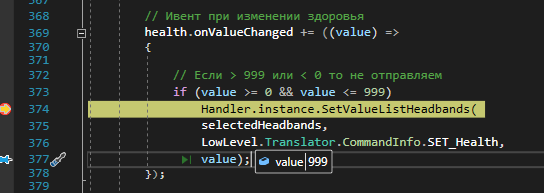 368 // Ивент при изменении здоровья
369 health.onValueChanged += ((value) =>
370 {
371
372 // Если > 999 или < 0 то не отправляем
373 if (value >= 0 && value <= 999)
374 Handler.instance.SetValueListHeadbands(
375 selectedHeadbands,
376 LowLevel.Translator.CommandInfo.SET_Health,
377 value); value 999
378 });